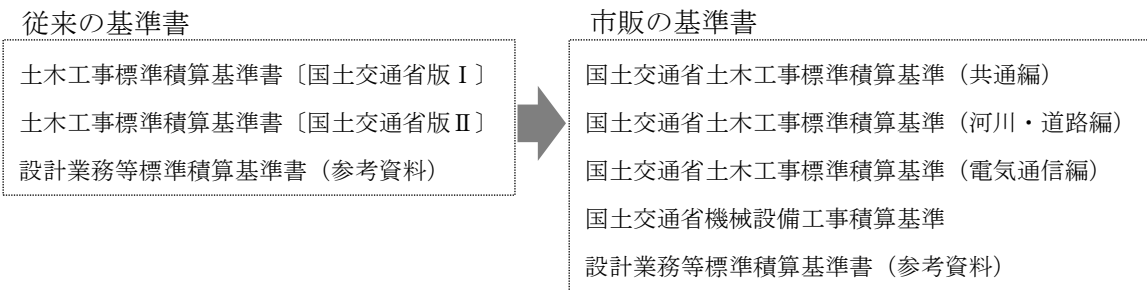 従来の基準書
土木工事標準積算基準書〔国土交通省版Ⅰ〕
土木工事標準積算基準書〔国土交通省版Ⅱ〕
設計業務等標準積算基準書（参考資料）
市販の基準書
国土交通省土木工事標準積算基準（共通編）
国土交通省土木工事標準積算基準（河川・道路編）
国土交通省土木工事標準積算基準（電気通信編）
国土交通省機械設備工事積算基準
設計業務等標準積算基準書（参考資料）